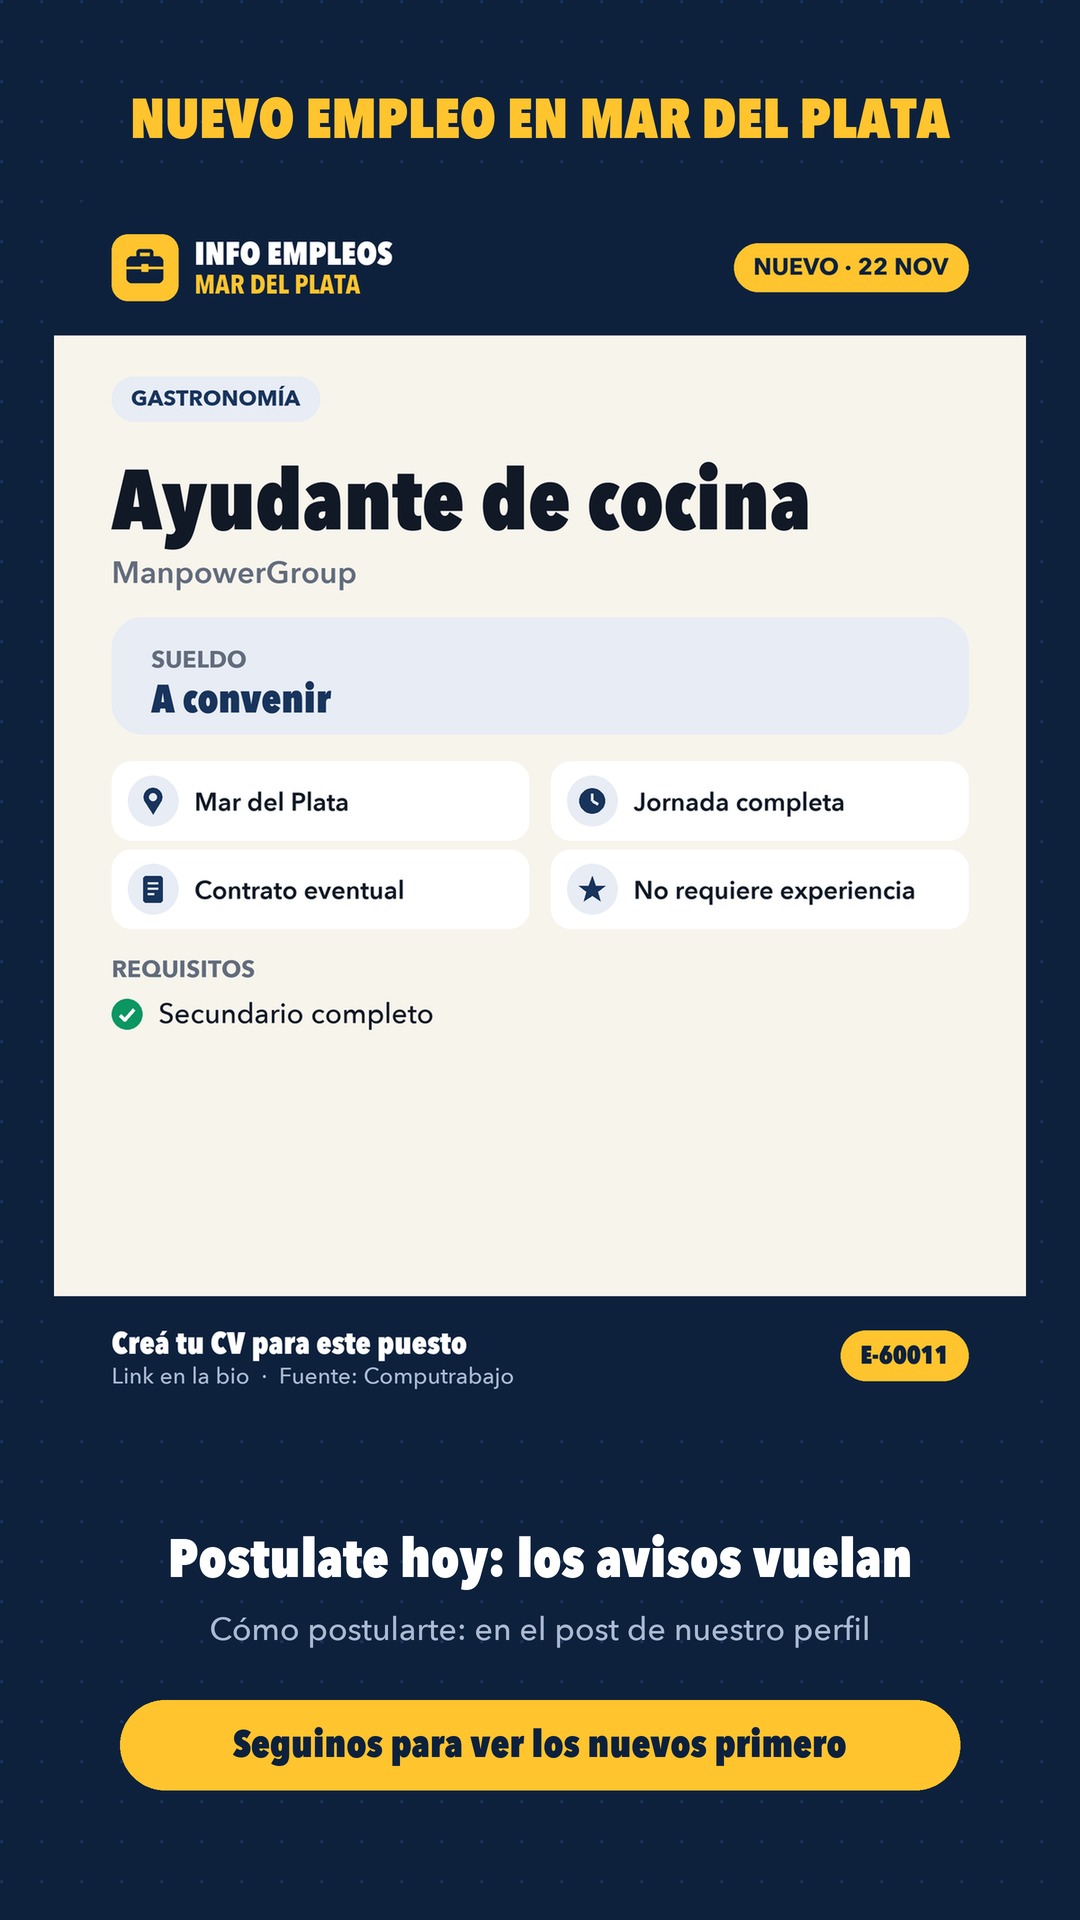 NUEVO EMPLEO EN MAR DEL PLATA
INFO EMPLEOS
MAR DEL PLATA
NUEVO · 22 NOV
GASTRONOMÍA
Ayudante de cocina
ManpowerGroup
SUELDO
A convenir
Mar del Plata
Jornada completa
Contrato eventual
No requiere experiencia
REQUISITOS
Secundario completo
Creá tu CV para este puesto
Link en la bio · Fuente: Computrabajo
E-60011
Postulate hoy: los avisos vuelan
Cómo postularte: en el post de nuestro perfil
Seguinos para ver los nuevos primero